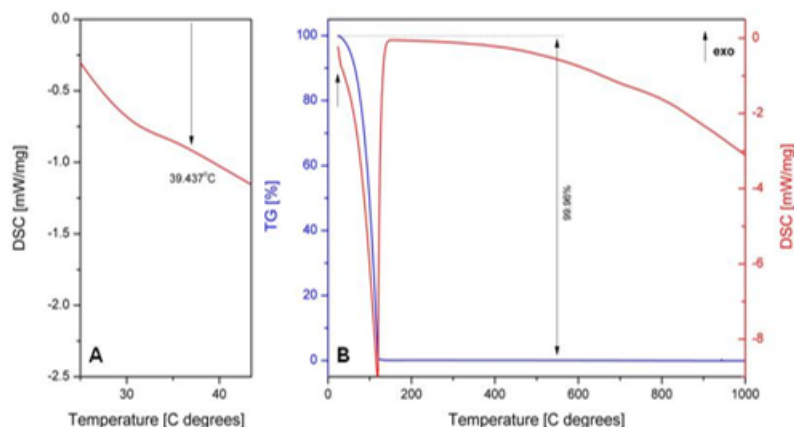 0.0
-0.5
-1.0
-1.5
-2.0
-2.5
DSC [mW/mg]
39.437°C
A
30
40
Temperature [C degrees]
100
80
60
40
20
0
TG [%]
99.96%
exo
B
0
200
400
600
800
1000
Temperature [C degrees]
0
-2
-4
-6
-8
DSC [mW/mg]